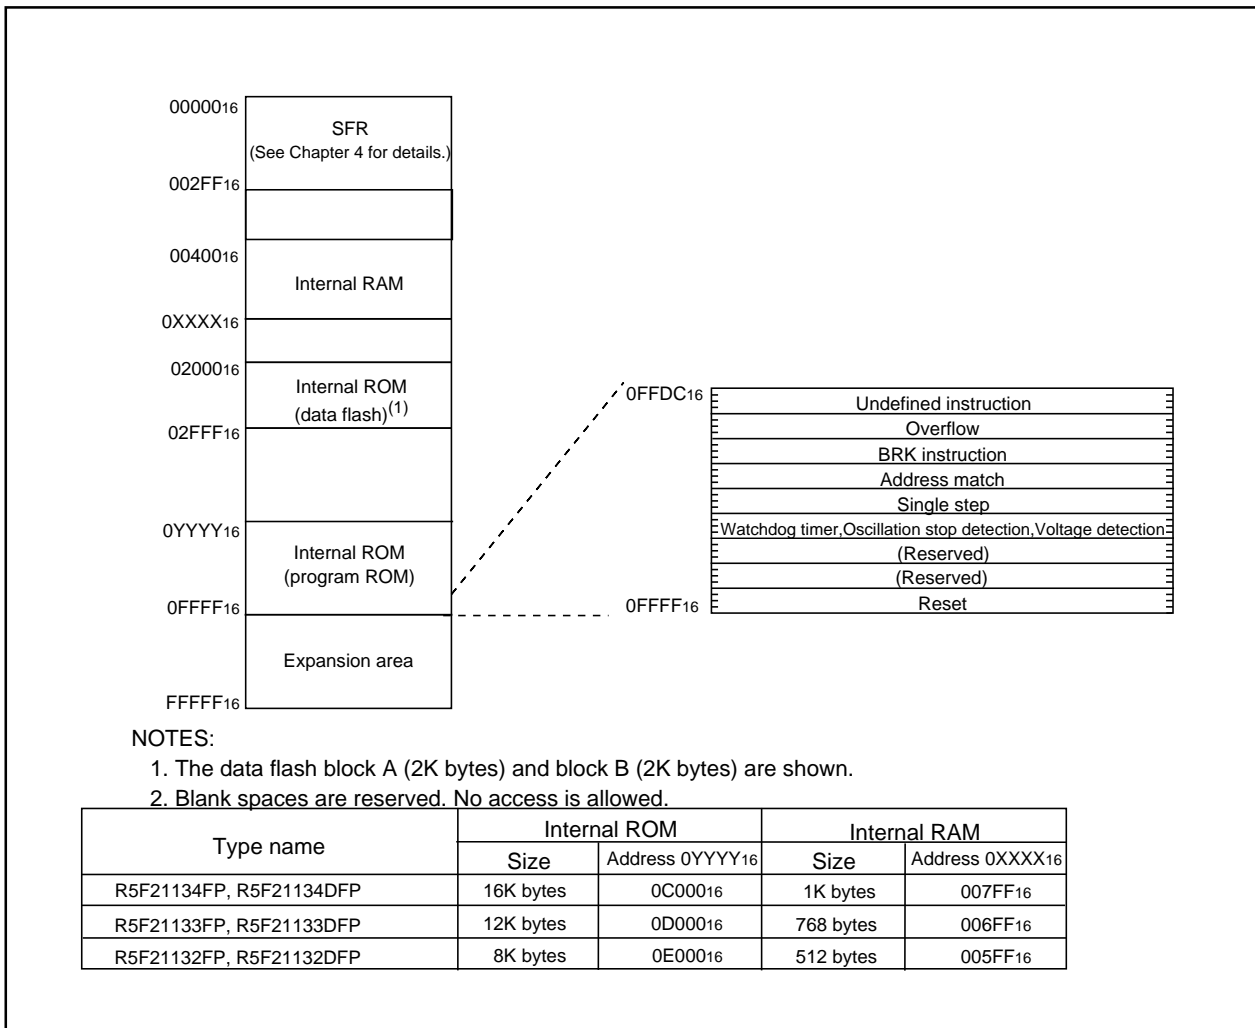 0000016
SFR
(See Chapter 4 for details.)
002FF16
0040016
Internal RAM
0XXXX16
0200016
Internal ROM
(data flash)(1)
02FFF16
0YYYY16
Internal ROM
(program ROM)
0FFFF16
Expansion area
FFFFF16
0FFDC16
Undefined instruction
Overflow
BRK instruction
Address match
Single step
Watchdog timer,Oscillation stop detection,Voltage detection
(Reserved)
(Reserved)
0FFFF16
Reset
NOTES:
1. The data flash block A (2K bytes) and block B (2K bytes) are shown.
2. Blank spaces are reserved. No access is allowed.
Type name Internal ROM Internal RAM
Size Address 0YYYY16 Size Address 0XXXX16
R5F21134FP, R5F21134DFP 16K bytes 0C00016 1K bytes 007FF16
R5F21133FP, R5F21133DFP 12K bytes 0D00016 768 bytes 006FF16
R5F21132FP, R5F21132DFP 8K bytes 0E00016 512 bytes 005FF16